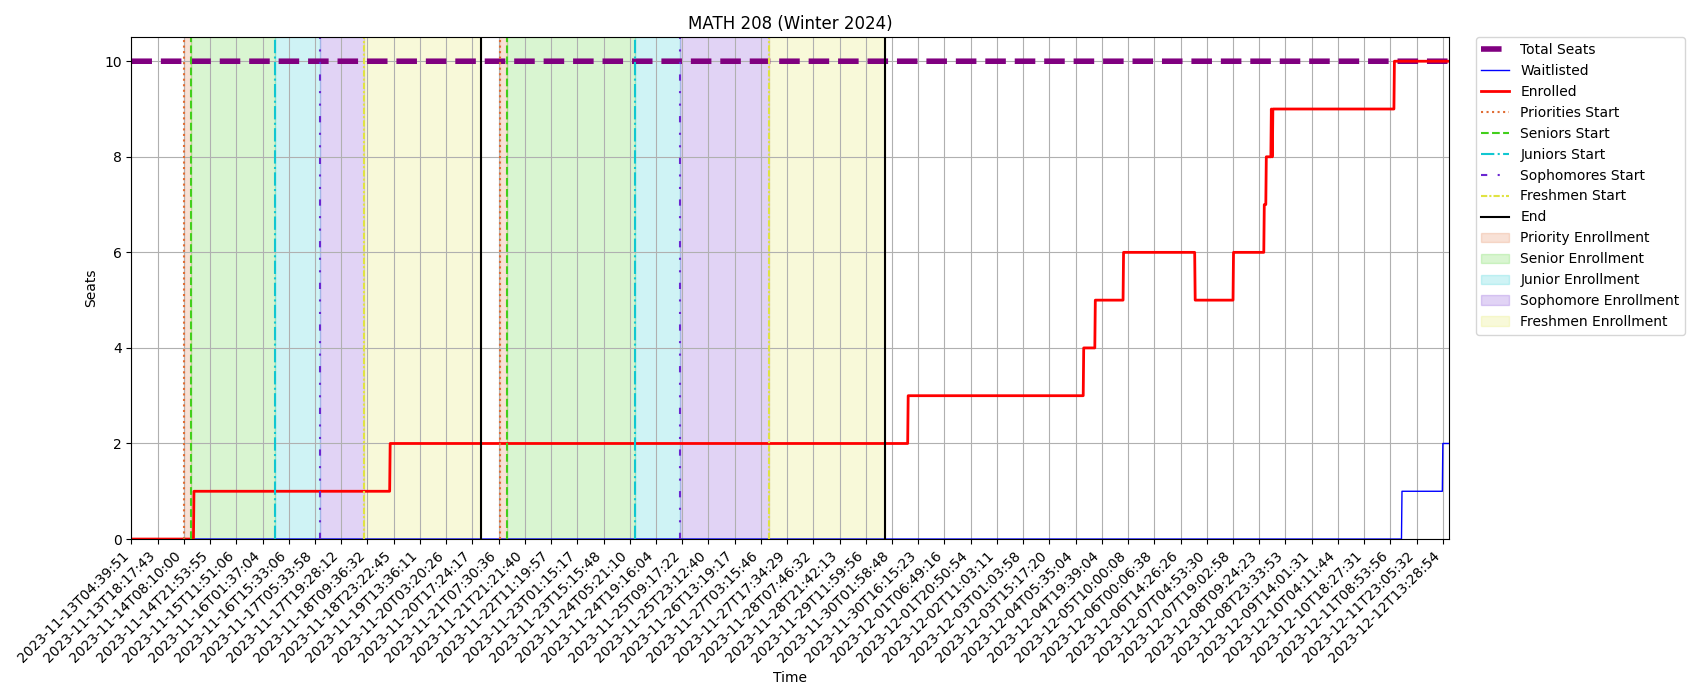 MATH 208 (Winter 2024)
Seats
10
8
6
4
2
0
2023-11-13T04:39:51
2023-11-13T18:17:43
2023-11-14T08:10:00
2023-11-14T21:53:55
2023-11-15T11:51:06
2023-11-16T01:37:04
2023-11-16T15:33:06
2023-11-17T05:33:58
2023-11-17T19:28:12
2023-11-18T09:36:32
2023-11-18T23:22:45
2023-11-19T13:36:11
2023-11-20T03:20:26
2023-11-20T17:24:17
2023-11-21T07:30:36
2023-11-21T21:21:40
2023-11-22T11:19:57
2023-11-23T01:15:17
2023-11-23T15:15:48
2023-11-24T05:21:10
2023-11-24T19:16:04
2023-11-25T09:17:22
2023-11-25T23:12:40
2023-11-26T13:19:17
2023-11-27T03:15:46
2023-11-27T17:34:29
2023-11-28T07:46:32
2023-11-28T21:42:13
2023-11-29T11:59:56
2023-11-30T01:58:48
2023-11-30T16:15:23
2023-12-01T06:49:16
2023-12-01T20:50:54
2023-12-02T11:03:11
2023-12-03T01:03:58
2023-12-03T15:17:20
2023-12-04T05:35:04
2023-12-04T19:39:04
2023-12-05T10:00:08
2023-12-06T00:06:38
2023-12-06T14:26:26
2023-12-07T04:53:30
2023-12-07T19:02:58
2023-12-08T09:24:23
2023-12-08T23:33:53
2023-12-09T14:01:31
2023-12-10T04:11:44
2023-12-10T18:27:31
2023-12-11T08:53:56
2023-12-11T23:05:32
2023-12-12T13:28:54
Time
Total Seats
Waitlisted
Enrolled
Priorities Start
Seniors Start
Juniors Start
Sophomores Start
Freshmen Start
End
Priority Enrollment
Senior Enrollment
Junior Enrollment
Sophomore Enrollment
Freshmen Enrollment